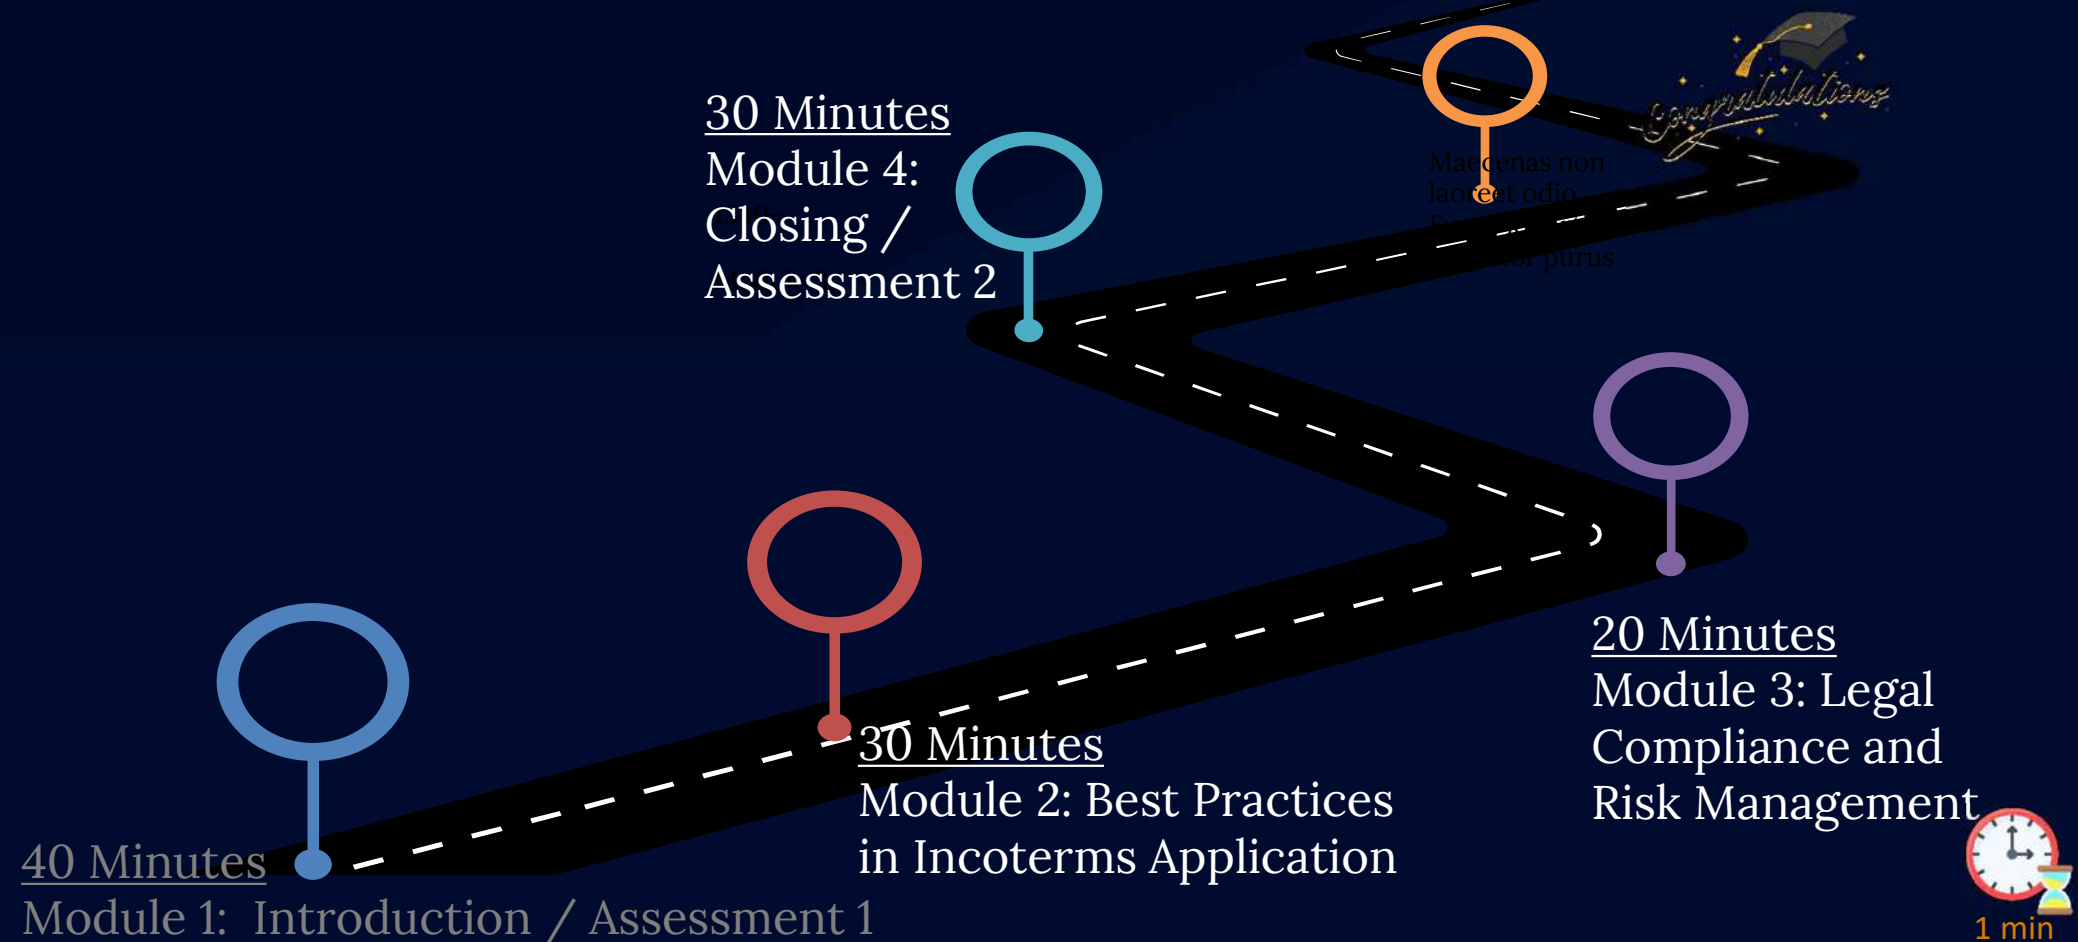 30 Minutes
Module 4:
Closing /
Assessment 2
Congratulations
Maecenas non
laoreet odio
purus
20 Minutes
Module 3: Legal
Compliance and
Risk Management
30 Minutes
Module 2: Best Practices
in Incoterms Application
40 Minutes
Module 1:  Introduction / Assessment 1
1 min